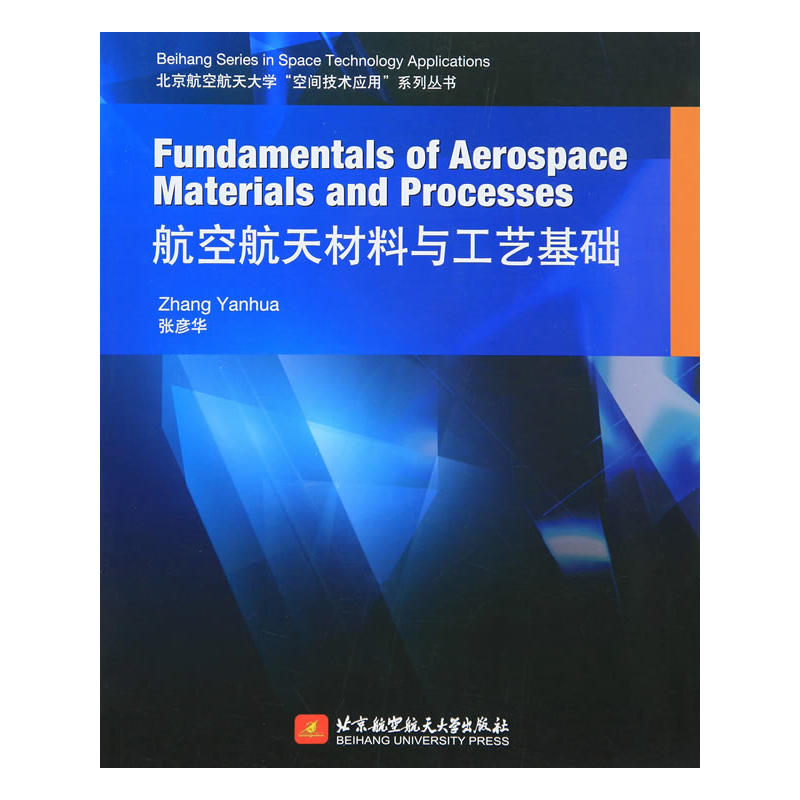 Beihang Series in Space Technology Applications
北京航空航天大学“空间技术应用”系列丛书
Fundamentals of Aerospace
Materials and Processes
航空航天材料与工艺基础
Zhang Yanhua
张彦华
北京航空航天大学出版社
BEIHANG UNIVERSITY PRESS